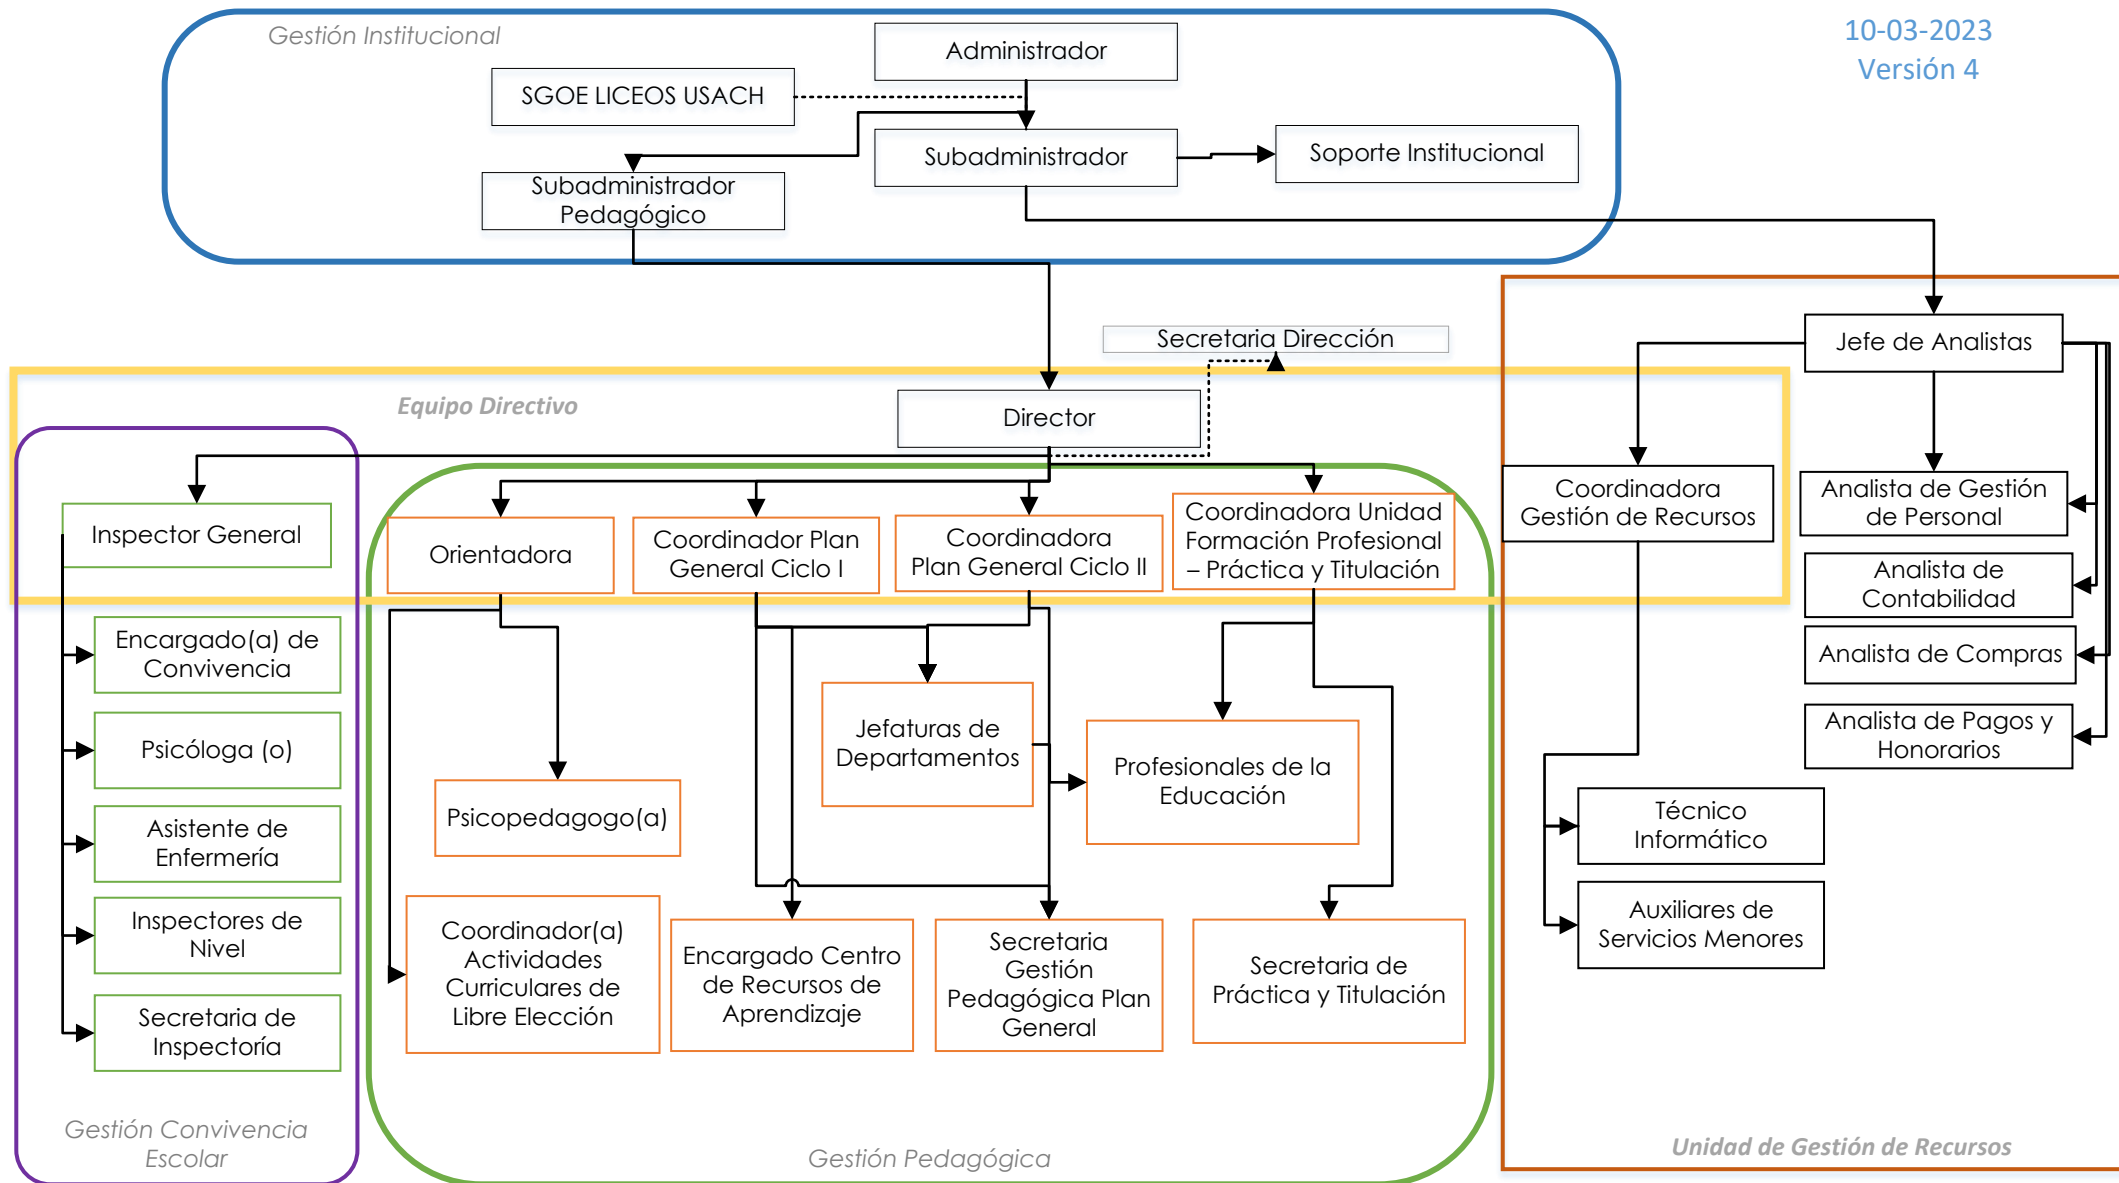 Gestión Institucional
Administrador
10-03-2023
Versión 4
SGOE LICEOS USACH
Subadministrador
Soporte Institucional
Subadministrador
Pedagógico
Secretaria Dirección
Jefe de Analistas
Equipo Directivo
Director
Inspector General
Orientadora
Coordinador Plan
General Ciclo I
Coordinadora
Plan General Ciclo II
Coordinadora Unidad
Formación Profesional
– Práctica y Titulación
Coordinadora
Gestión de Recursos
Analista de Gestión
de Personal
Analista de
Contabilidad
Analista de Compras
Analista de Pagos y
Honorarios
Encargado(a) de
Convivencia
Psicóloga (o)
Asistente de
Enfermería
Inspectores de
Nivel
Secretaria de
Inspectoría
Jefaturas de
Departamentos
Profesionales de la
Educación
Psicopedagogo(a)
Técnico
Informático
Auxiliares de
Servicios Menores
Coordinador(a)
Actividades
Curriculares de
Libre Elección
Encargado Centro
de Recursos de
Aprendizaje
Secretaria
Gestión
Pedagógica Plan
General
Secretaria de
Práctica y Titulación
Gestión Convivencia
Escolar
Gestión Pedagógica
Unidad de Gestión de Recursos